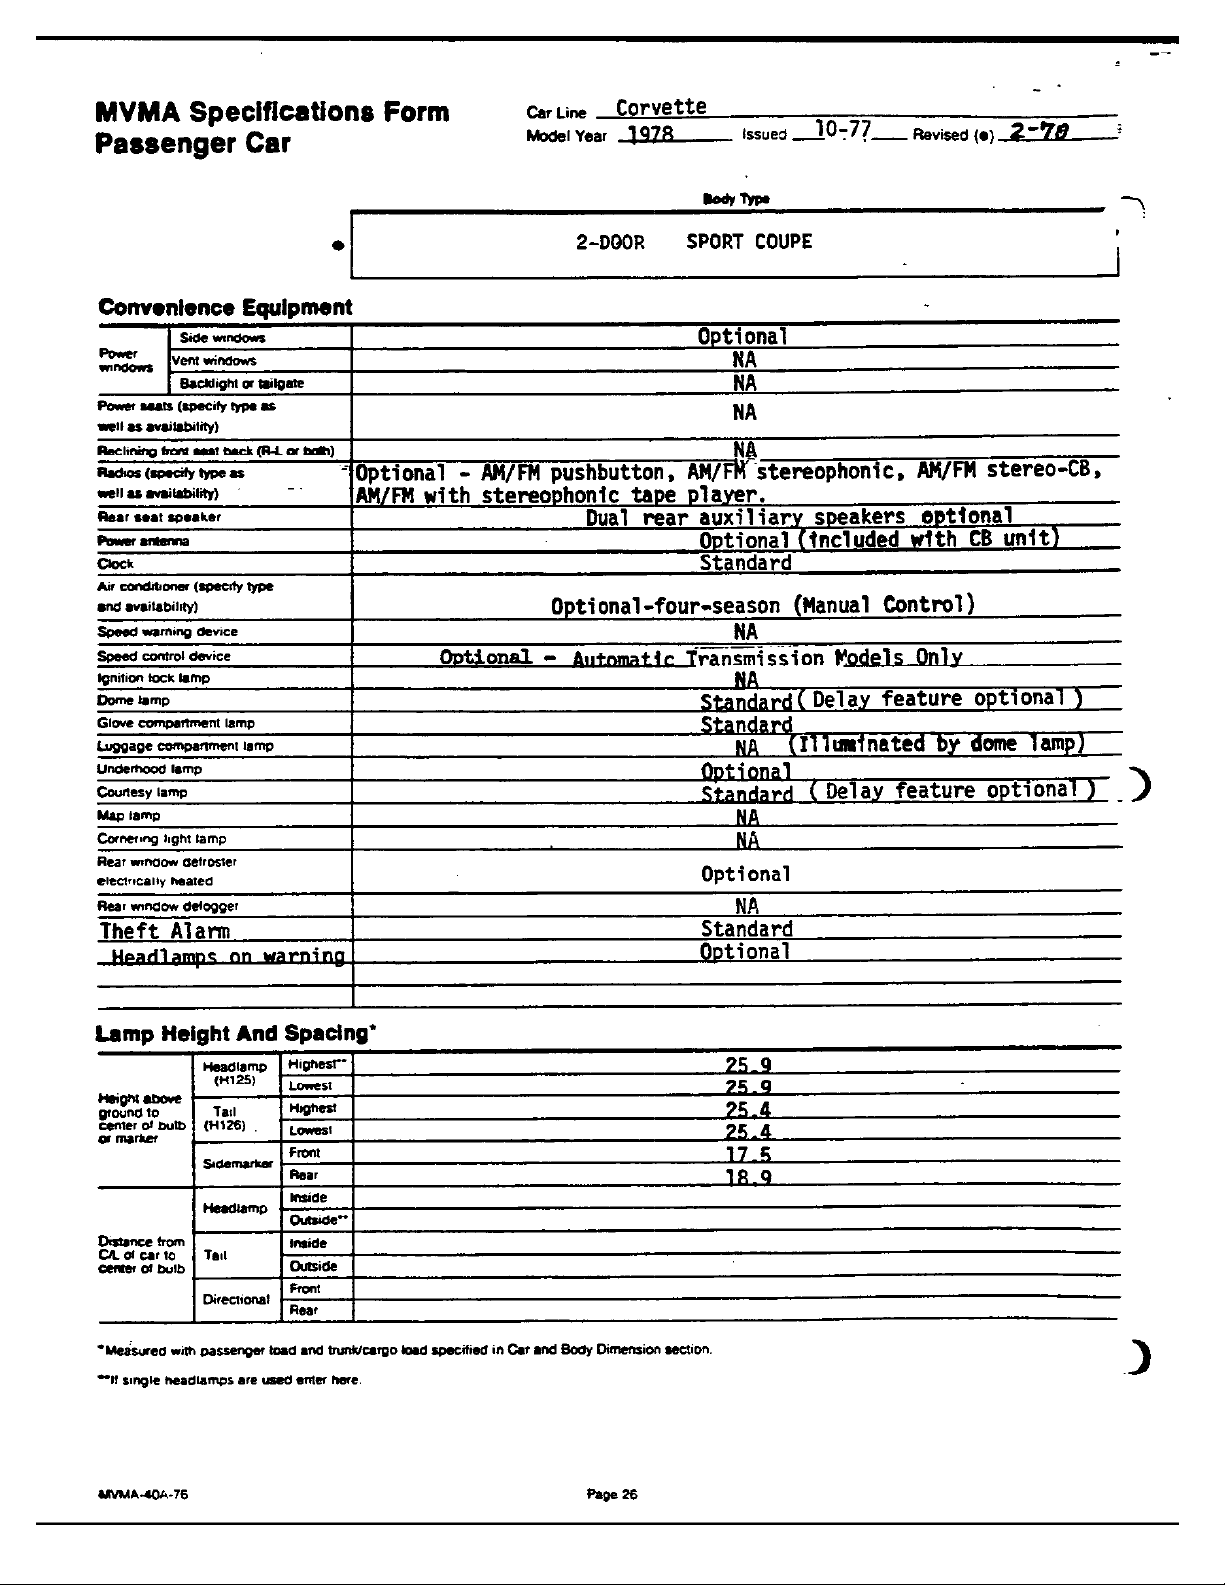 MVMA Specifications Form
Passenger Car
Car Line Corvette
Model Year 1978 Issued 10-77 Revised (●) 2-78
Body Type
● 2-DOOR SPORT COUPE
Convenience Equipment
Power windows
Side windows Optional
Vent windows NA
Backlight or tailgate NA
Power seats (specify type as
well as availability) NA
Reclining front seat back (R-L or both) NA
Radios (specify type as
well as availability)
Optional - AM/FM pushbutton, AM/FM stereophonic, AM/FM stereo-CB,
AM/FM with stereophonic tape player.
Rear seat speaker Dual rear auxiliary speakers optional
Power antenna Optional (included with CB unit)
Clock Standard
Air conditioner (specify type
and availability) Optional-four-season (Manual Control)
Speed warning device NA
Speed control device Optional - Automatic Transmission Models Only
Ignition lock lamp NA
Dome lamp Standard ( Delay feature optional )
Glove compartment lamp Standard
Luggage compartment lamp NA (Illuminated by dome lamp)
Underhood lamp Optional
Courtesy lamp Standard ( Delay feature optional )
Map lamp NA
Cornering light lamp NA
Rear window defroster
electrically heated Optional
Rear window defogger NA
Theft Alarm Standard
Headlamps on warning Optional
Lamp Height And Spacing*
Height above
ground to
center of bulb
or marker
Headlamp
(H125)
Highest** 25.9
Lowest 25.9
Tail
(H126)
Highest 25.4
Lowest 25.4
Sidemarker
Front 17.5
Rear 18.9
Distance from
C/L of car to
center of bulb
Headlamp
Inside
Outside**
Tail
Inside
Outside
Directional
Front
Rear
*Measured with passenger load and trunk/cargo load specified in Car and Body Dimension section.
**If single headlamps are used enter here.
MVMA-40A-76 Page 26